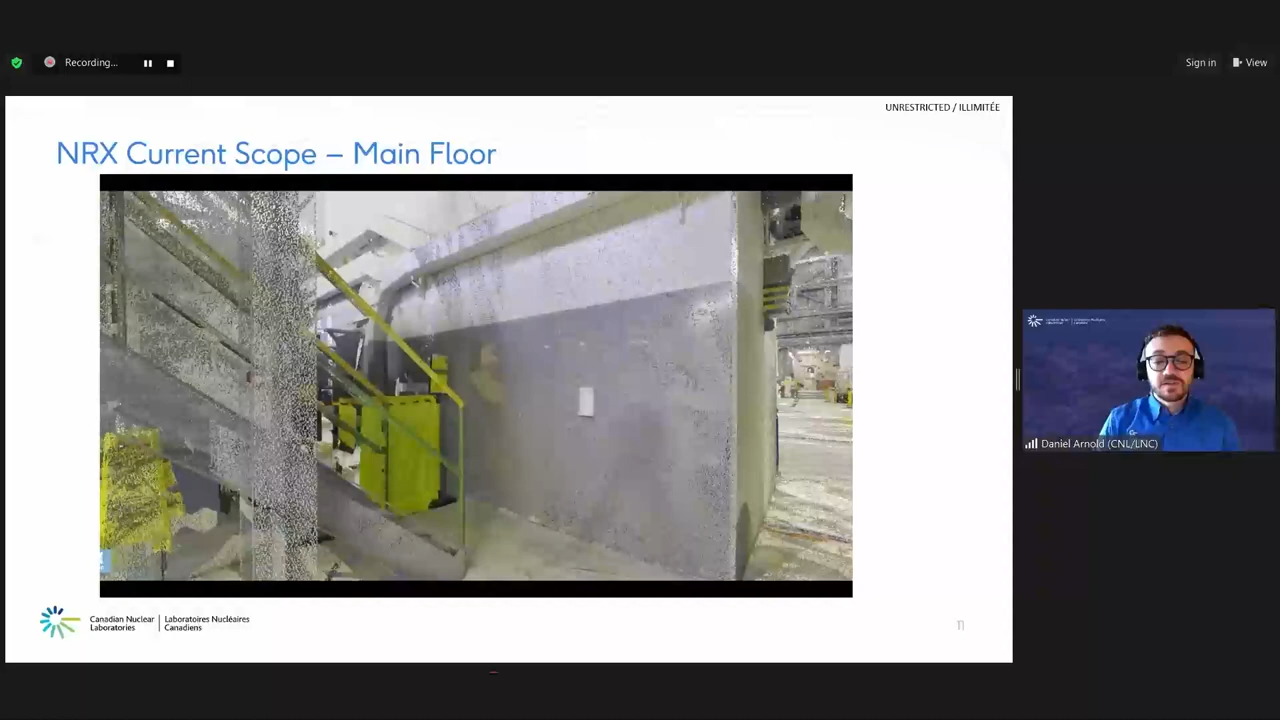 Recording...
Sign in
View
UNRESTRICTED / ILLIMITÉE
NRX Current Scope – Main Floor
Daniel Arnold (CNL/LNC)
Canadian Nuclear
Laboratories
Laboratoires Nucléaires
Canadiens
11